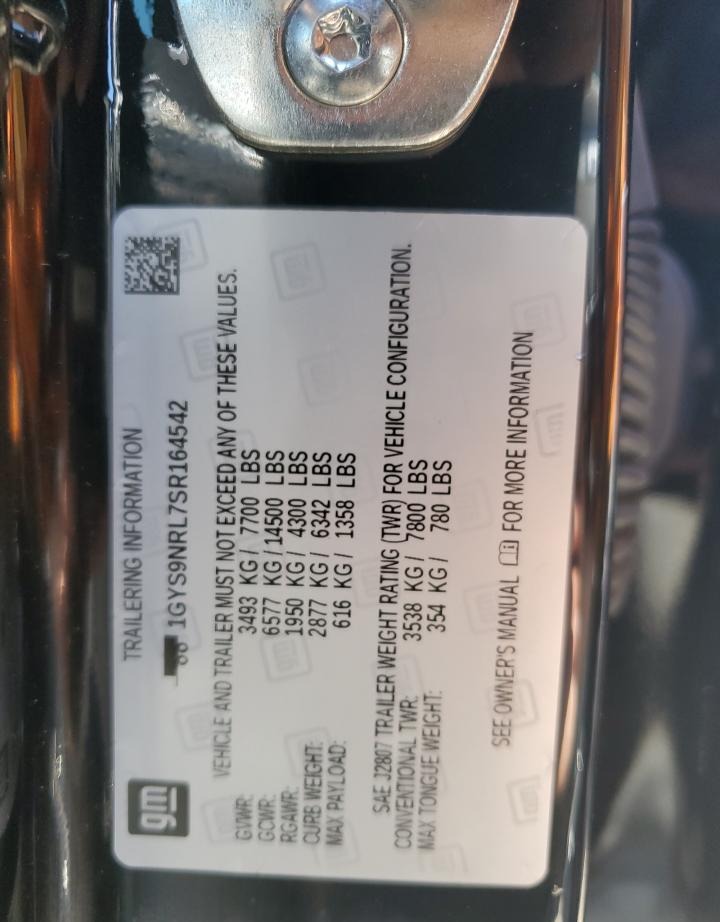 gm
TRAILERING INFORMATION
1GYS9NRL7SR164542
VEHICLE AND TRAILER MUST NOT EXCEED ANY OF THESE VALUES.
GVWR: 3493 KG / 7700 LBS
GCWR: 6577 KG / 14500 LBS
RGAWR: 1950 KG / 4300 LBS
CURB WEIGHT: 2877 KG / 6342 LBS
MAX PAYLOAD: 616 KG / 1358 LBS
SAE J2807 TRAILER WEIGHT RATING (TWR) FOR VEHICLE CONFIGURATION.
CONVENTIONAL TWR: 3538 KG / 7800 LBS
MAX TONGUE WEIGHT: 354 KG / 780 LBS
SEE OWNER'S MANUAL FOR MORE INFORMATION